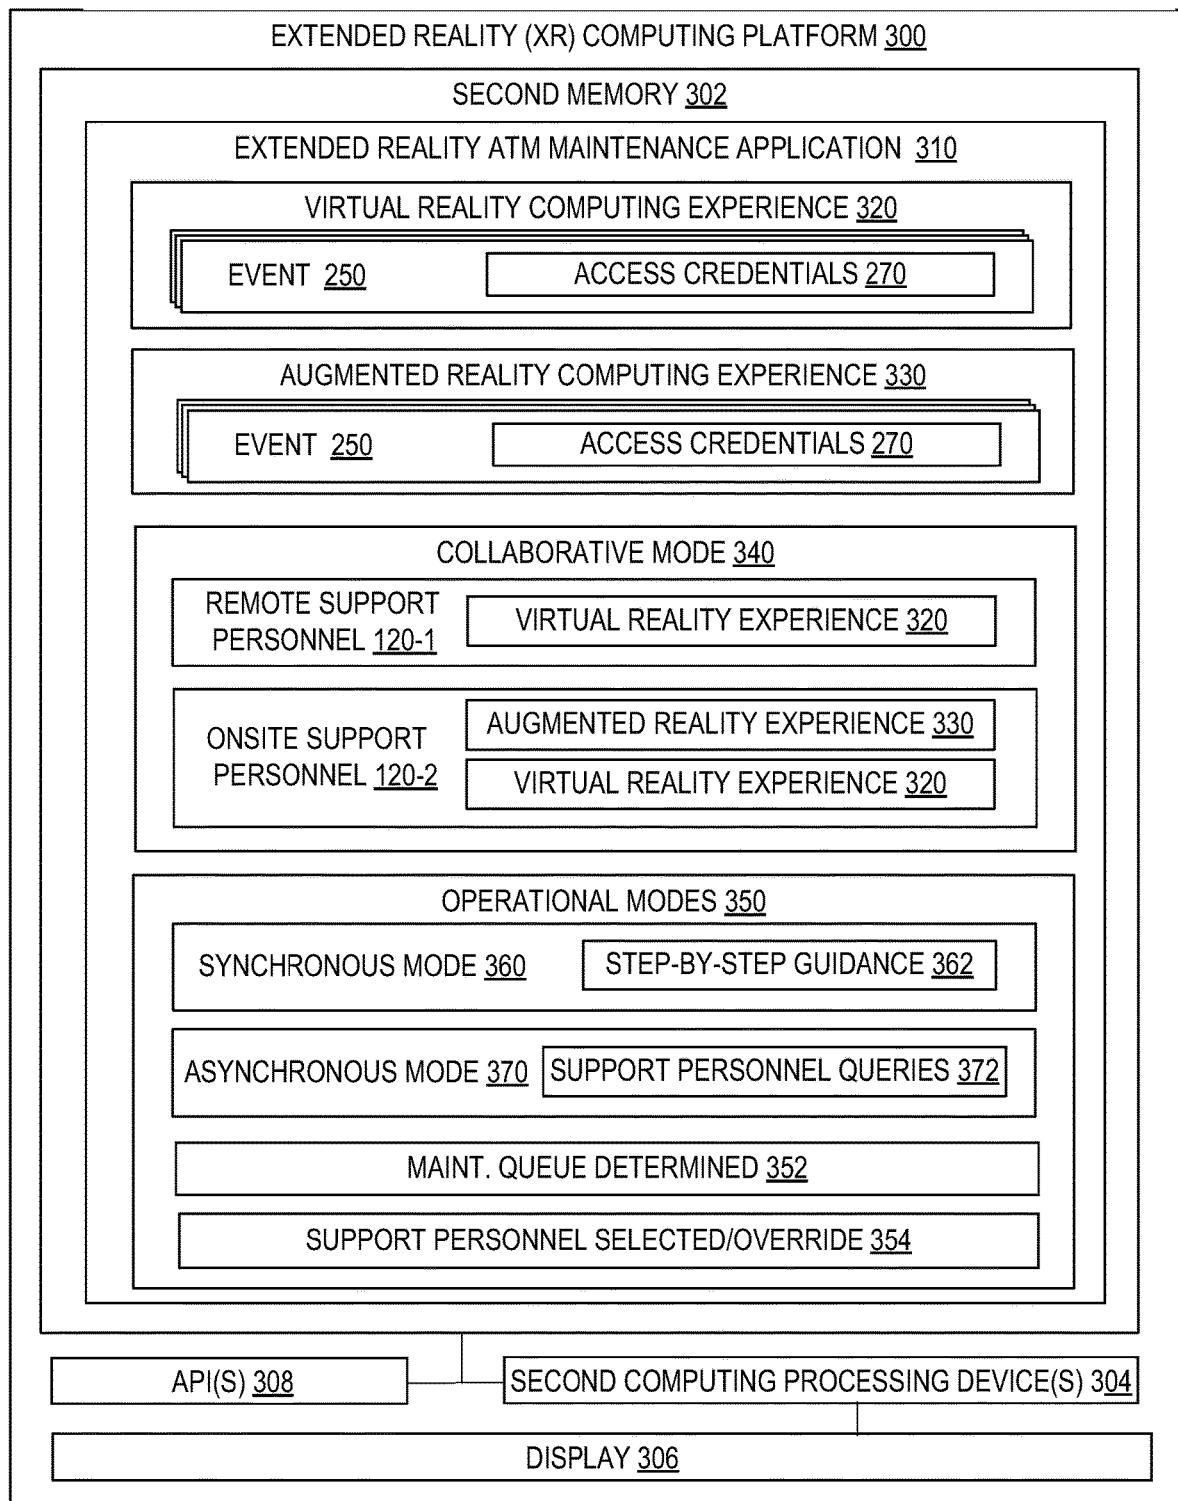 EXTENDED REALITY (XR) COMPUTING PLATFORM 300
SECOND MEMORY 302
EXTENDED REALITY ATM MAINTENANCE APPLICATION 310
VIRTUAL REALITY COMPUTING EXPERIENCE 320
EVENT 250 ACCESS CREDENTIALS 270
AUGMENTED REALITY COMPUTING EXPERIENCE 330
EVENT 250 ACCESS CREDENTIALS 270
COLLABORATIVE MODE 340
REMOTE SUPPORT
PERSONNEL 120-1
VIRTUAL REALITY EXPERIENCE 320
ONSITE SUPPORT
PERSONNEL 120-2
AUGMENTED REALITY EXPERIENCE 330
VIRTUAL REALITY EXPERIENCE 320
OPERATIONAL MODES 350
SYNCHRONOUS MODE 360 STEP-BY-STEP GUIDANCE 362
ASYNCHRONOUS MODE 370 SUPPORT PERSONNEL QUERIES 372
MAINT. QUEUE DETERMINED 352
SUPPORT PERSONNEL SELECTED/OVERRIDE 354
API(S) 308
SECOND COMPUTING PROCESSING DEVICE(S) 304
DISPLAY 306